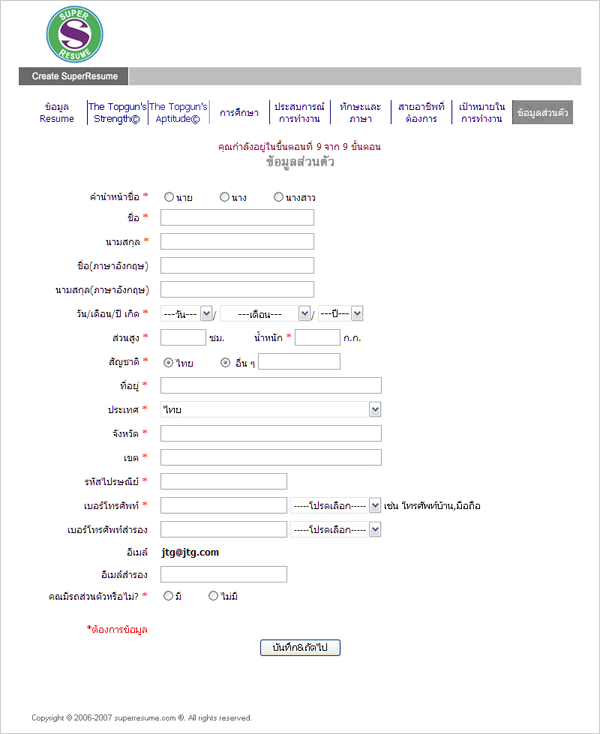 SUPER
S
RESUME
Create SuperResume
ข้อมูล Resume
The Topgun's Strength©
The Topgun's Aptitude©
การศึกษา
ประสบการณ์ การทำงาน
ทักษะและ ภาษา
สายอาชีพที่ ต้องการ
เป้าหมายใน การทำงาน
ข้อมูลส่วนตัว
คุณกำลังอยู่ในขั้นตอนที่ 9 จาก 9 ขั้นตอน
ข้อมูลส่วนตัว
คำนำหน้าชื่อ * นาย นาง นางสาว
ชื่อ *
นามสกุล *
ชื่อ(ภาษาอังกฤษ)
นามสกุล(ภาษาอังกฤษ)
วัน/เดือน/ปี เกิด * ---วัน--- / ---เดือน--- / ---ปี---
ส่วนสูง * ซม. น้ำหนัก * ก.ก.
สัญชาติ * ไทย อื่น ๆ
ที่อยู่ *
ประเทศ * ไทย
จังหวัด *
เขต *
รหัสไปรษณีย์ *
เบอร์โทรศัพท์ * -----โปรดเลือก----- เช่น โทรศัพท์บ้าน,มือถือ
เบอร์โทรศัพท์สำรอง -----โปรดเลือก-----
อีเมล์ jtg@jtg.com
อีเมล์สำรอง
คุณมีรถส่วนตัวหรือไม่? * มี ไม่มี
*ต้องการข้อมูล
บันทึก&ถัดไป
Copyright © 2006-2007 superresume.com ®. All rights reserved.